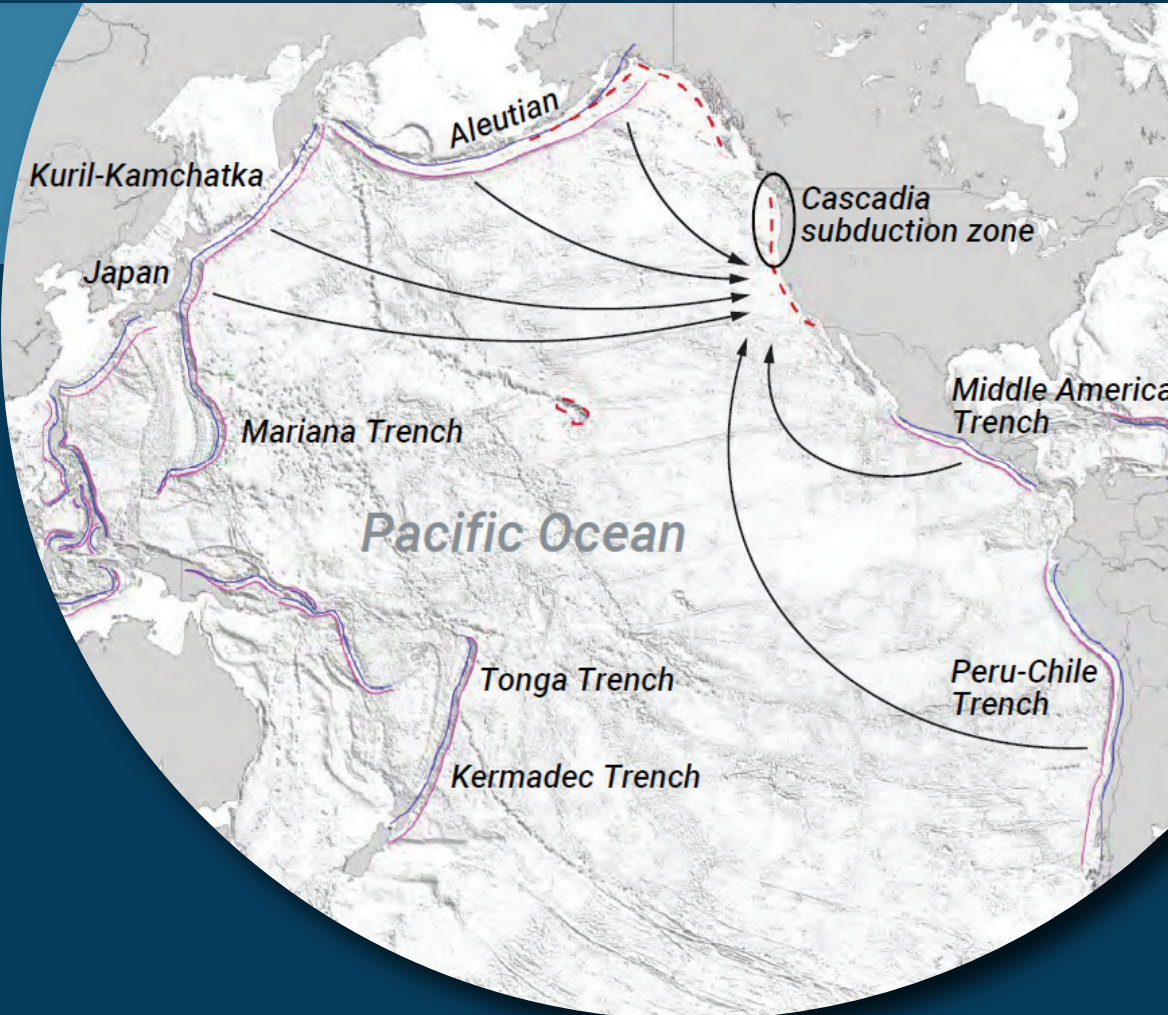 Aleutian
Kuril-Kamchatka
Cascadia
subduction zone
Japan
Middle America
Trench
Mariana Trench
Pacific Ocean
Peru-Chile
Trench
Tonga Trench
Kermadec Trench